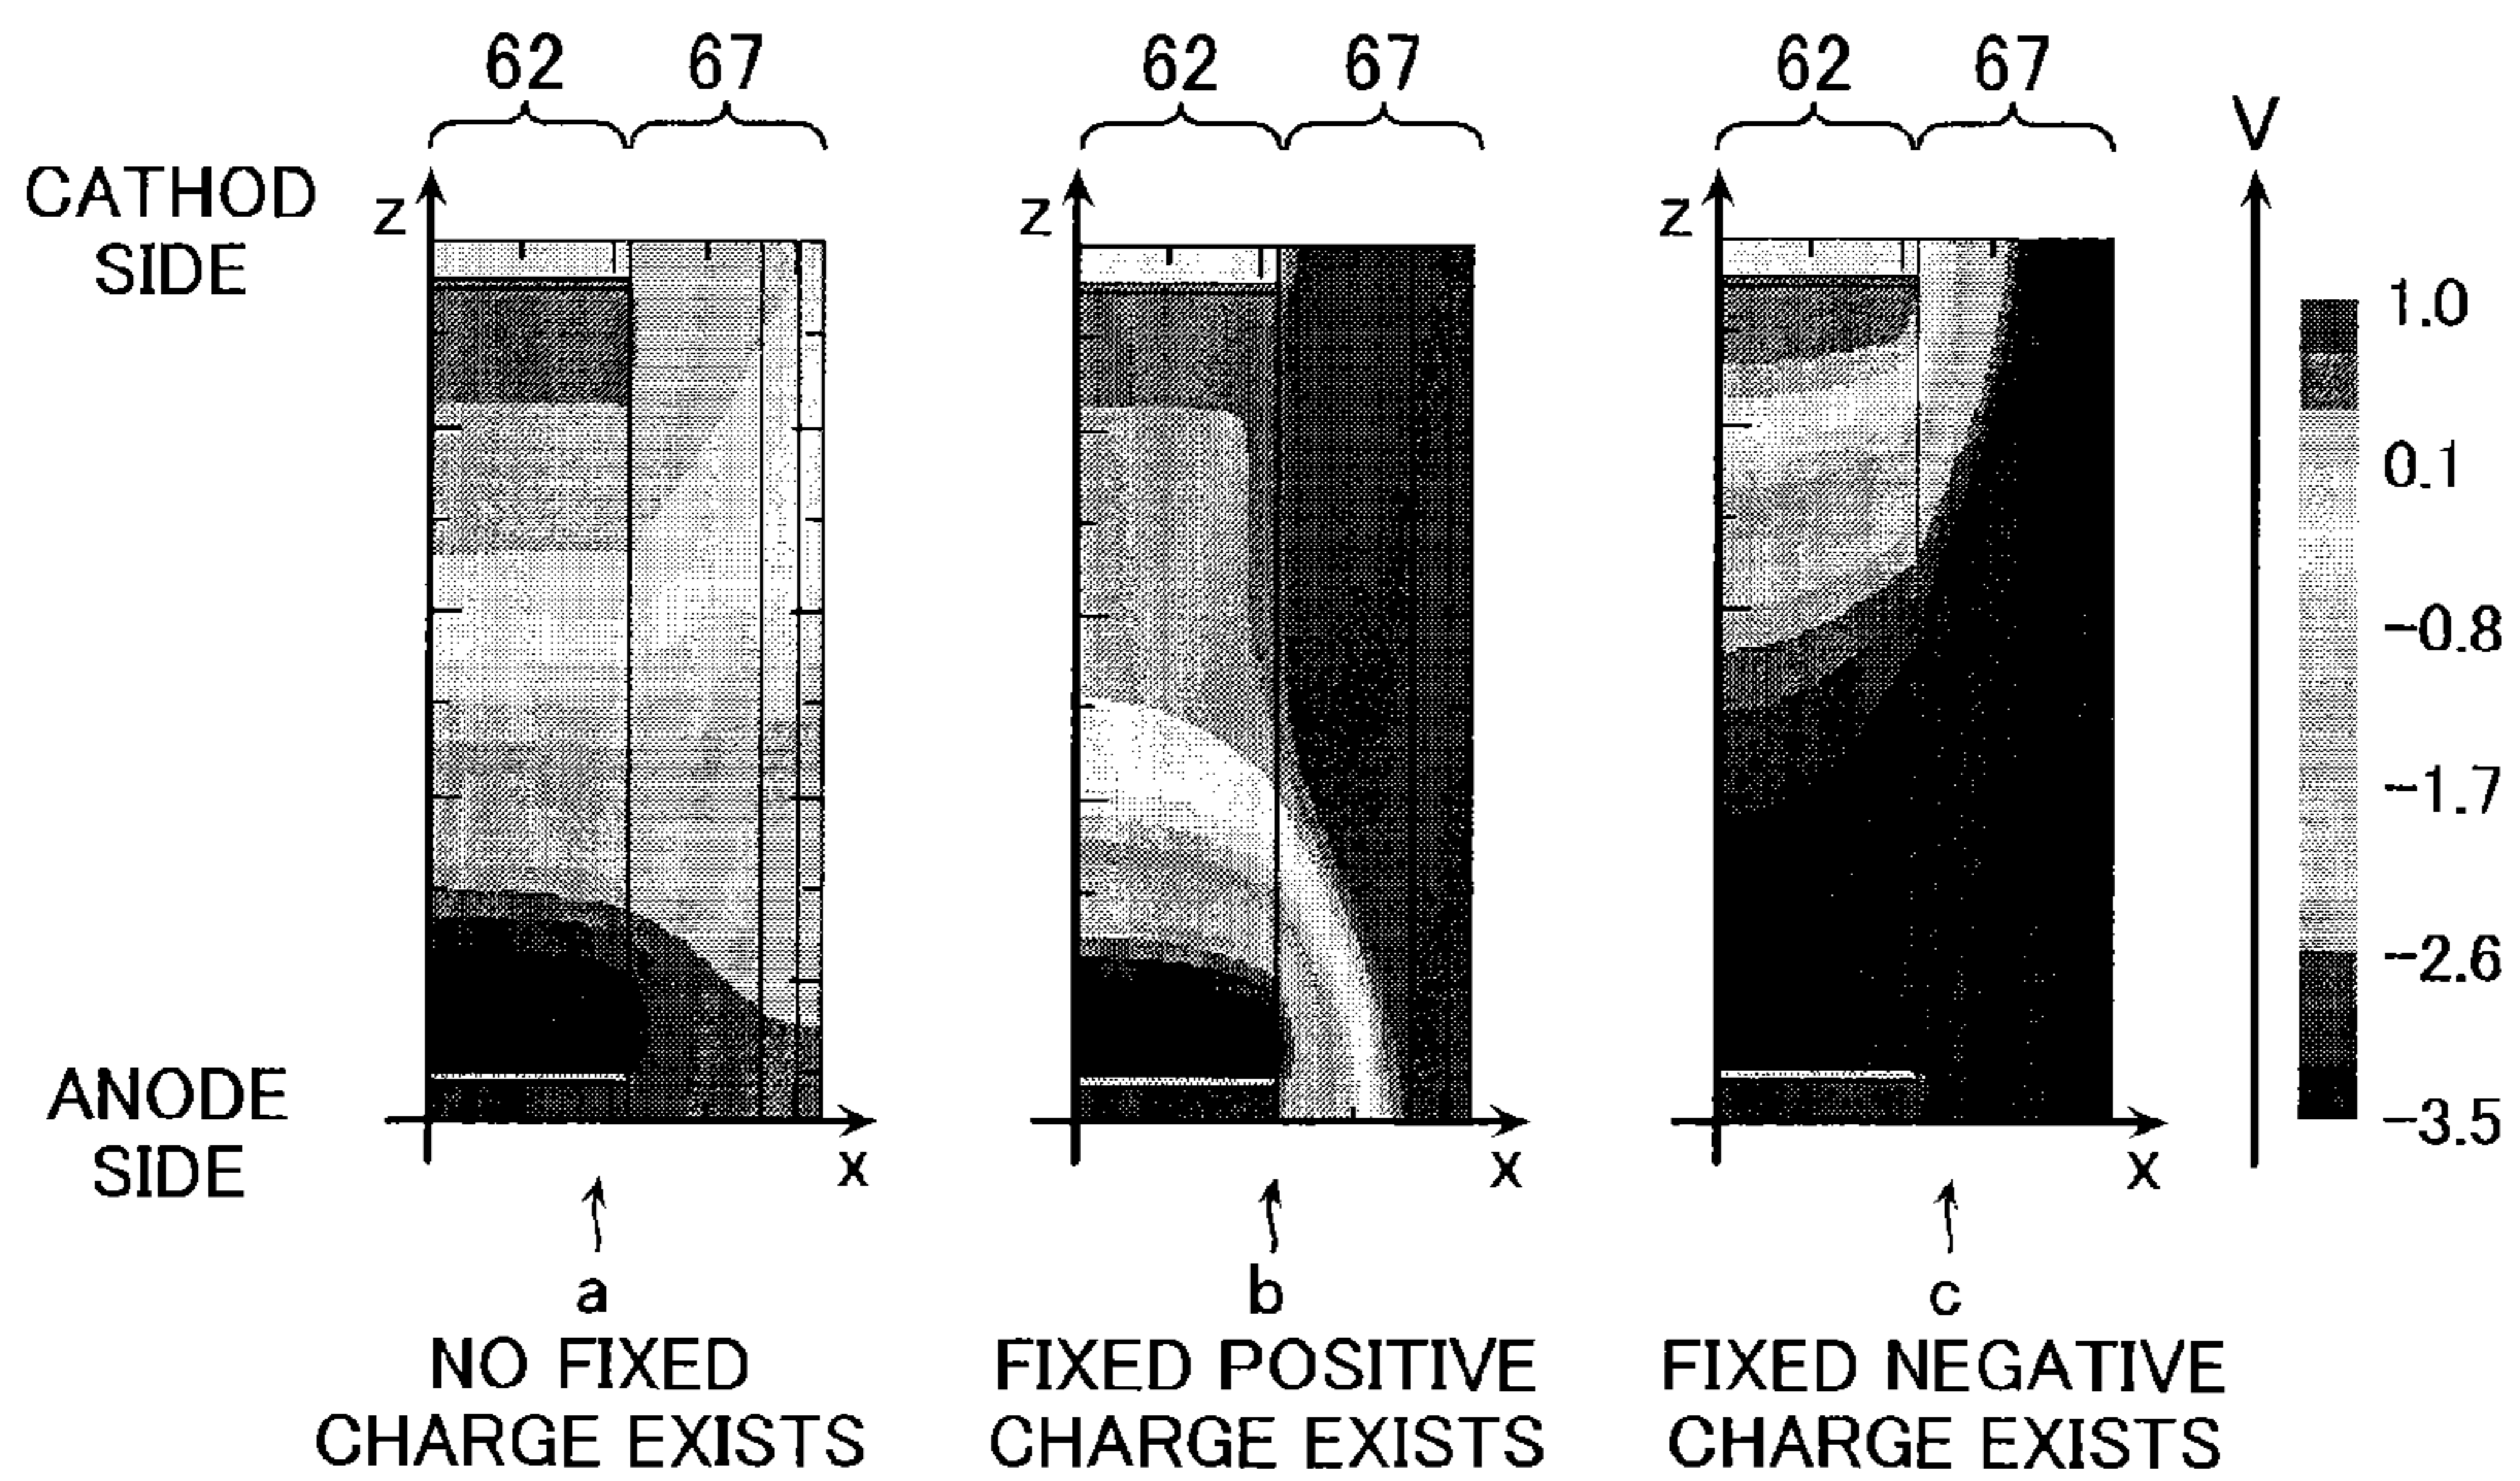 62 67 62 67 62 67
V
CATHOD
SIDE
z z z
1.0
0.1
-0.8
-1.7
-2.6
-3.5
ANODE
SIDE
x x x
a b c
NO FIXED
CHARGE EXISTS
FIXED POSITIVE
CHARGE EXISTS
FIXED NEGATIVE
CHARGE EXISTS